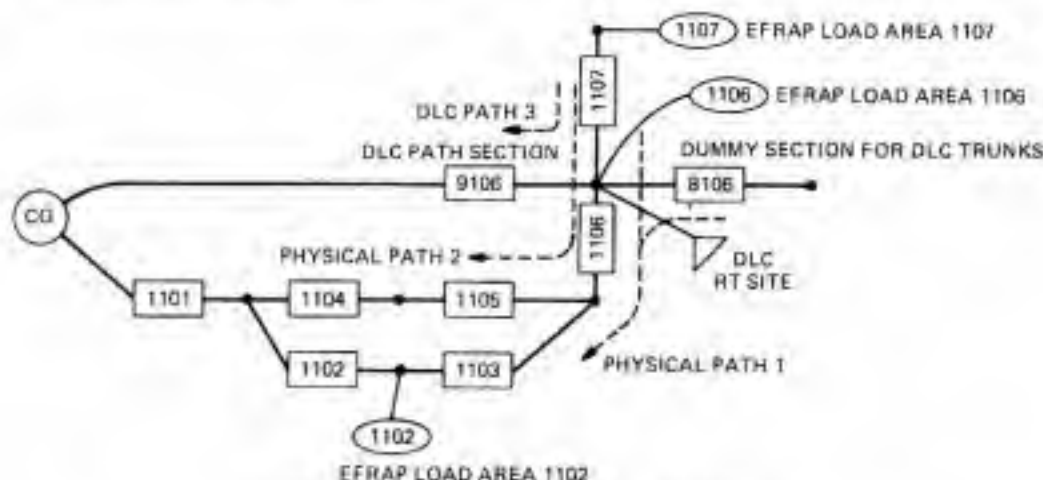 1107 EFRAP LOAD AREA 1107
1107
1106 EFRAP LOAD AREA 1106
DLC PATH 3
DLC PATH SECTION
DUMMY SECTION FOR DLC TRUNKS
9106
8106
CO
1106
PHYSICAL PATH 2
DLC
RT SITE
1101
1104
1105
PHYSICAL PATH 1
1102
1103
1102
EFRAP LOAD AREA 1102